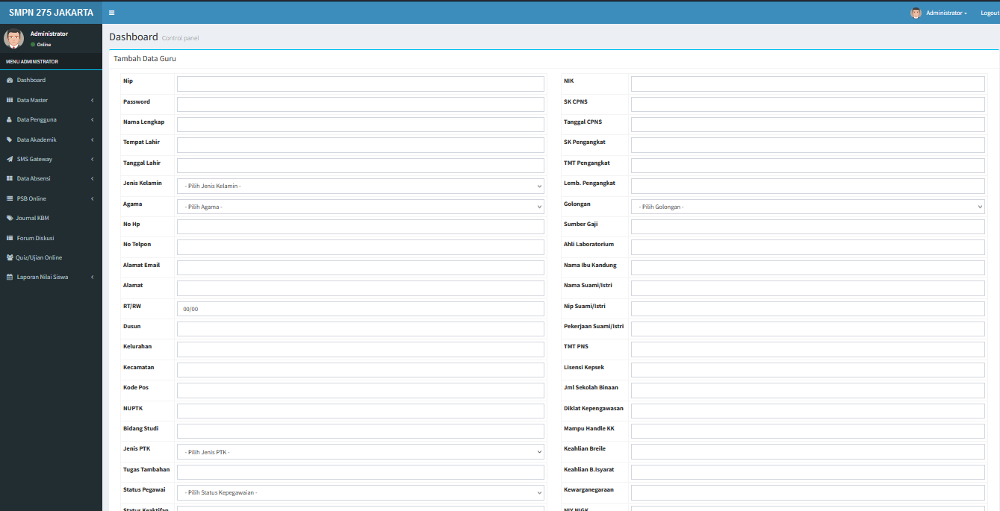 SMPN 275 JAKARTA
Administrator
Logout
Administrator
Online
MENU ADMINISTRATOR
Dashboard
Data Master
Data Pengguna
Data Akademik
SMS Gateway
Data Absensi
PSB Online
Journal KBM
Forum Diskusi
Quiz/Ujian Online
Laporan Nilai Siswa
Dashboard Control panel
Tambah Data Guru
Nip
Password
Nama Lengkap
Tempat Lahir
Tanggal Lahir
Jenis Kelamin - Pilih Jenis Kelamin -
Agama - Pilih Agama -
No Hp
No Telpon
Alamat Email
Alamat
RT/RW 00/00
Dusun
Kelurahan
Kecamatan
Kode Pos
NUPTK
Bidang Studi
Jenis PTK - Pilih Jenis PTK -
Tugas Tambahan
Status Pegawai - Pilih Status Kepegawaian -
Status Keaktifan
NIK
SK CPNS
Tanggal CPNS
SK Pengangkat
TMT Pengangkat
Lemb. Pengangkat
Golongan - Pilih Golongan -
Sumber Gaji
Ahli Laboratorium
Nama Ibu Kandung
Nama Suami/Istri
Nip Suami/Istri
Pekerjaan Suami/Istri
TMT PNS
Lisensi Kepsek
Jml Sekolah Binaan
Diklat Kepengawasan
Mampu Handle KK
Keahlian Breile
Keahlian B.Isyarat
Kewarganegaraan
NIY NIGK